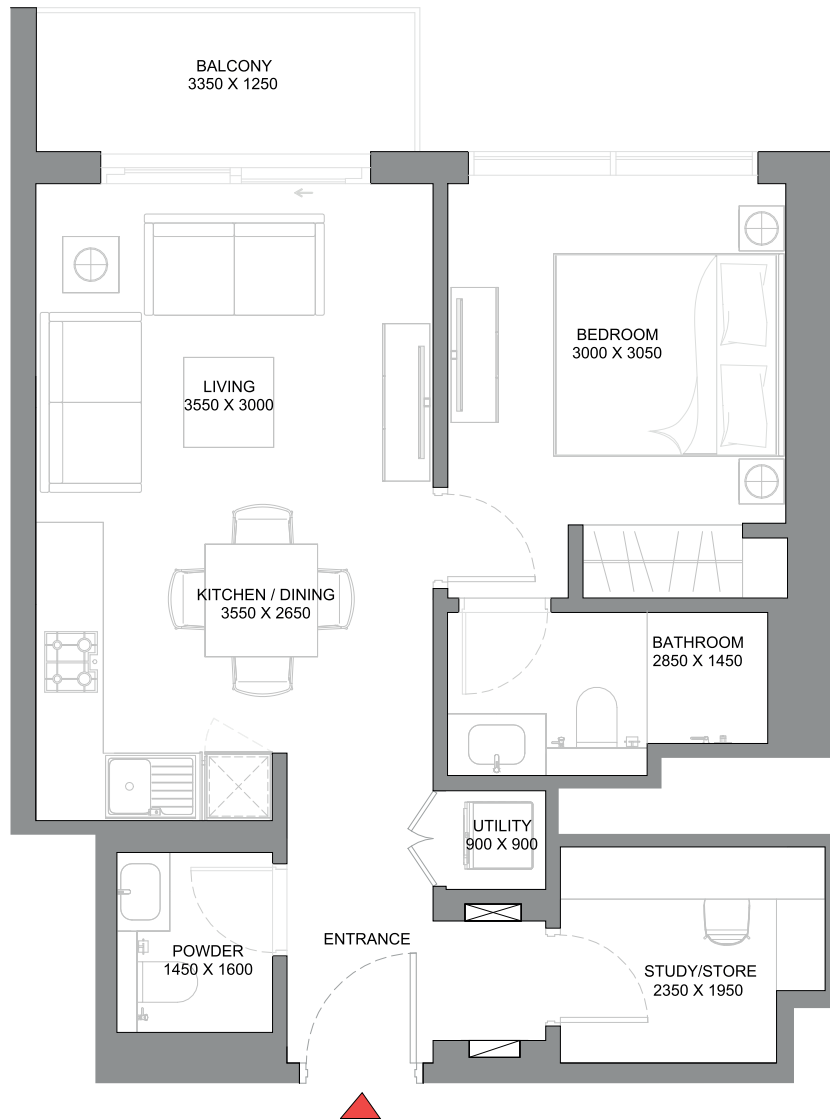 BALCONY
3350 X 1250
BEDROOM
3000 X 3050
LIVING
3550 X 3000
KITCHEN / DINING
3550 X 2650
BATHROOM
2850 X 1450
UTILITY
900 X 900
ENTRANCE
POWDER
1450 X 1600
STUDY/STORE
2350 X 1950